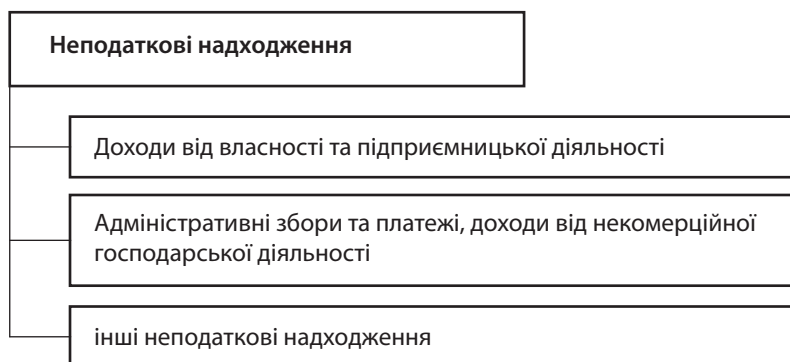 Неподаткові надходження
Доходи від власності та підприємницької діяльності
Адміністративні збори та платежі, доходи від некомерційної
господарської діяльності
інші неподаткові надходження